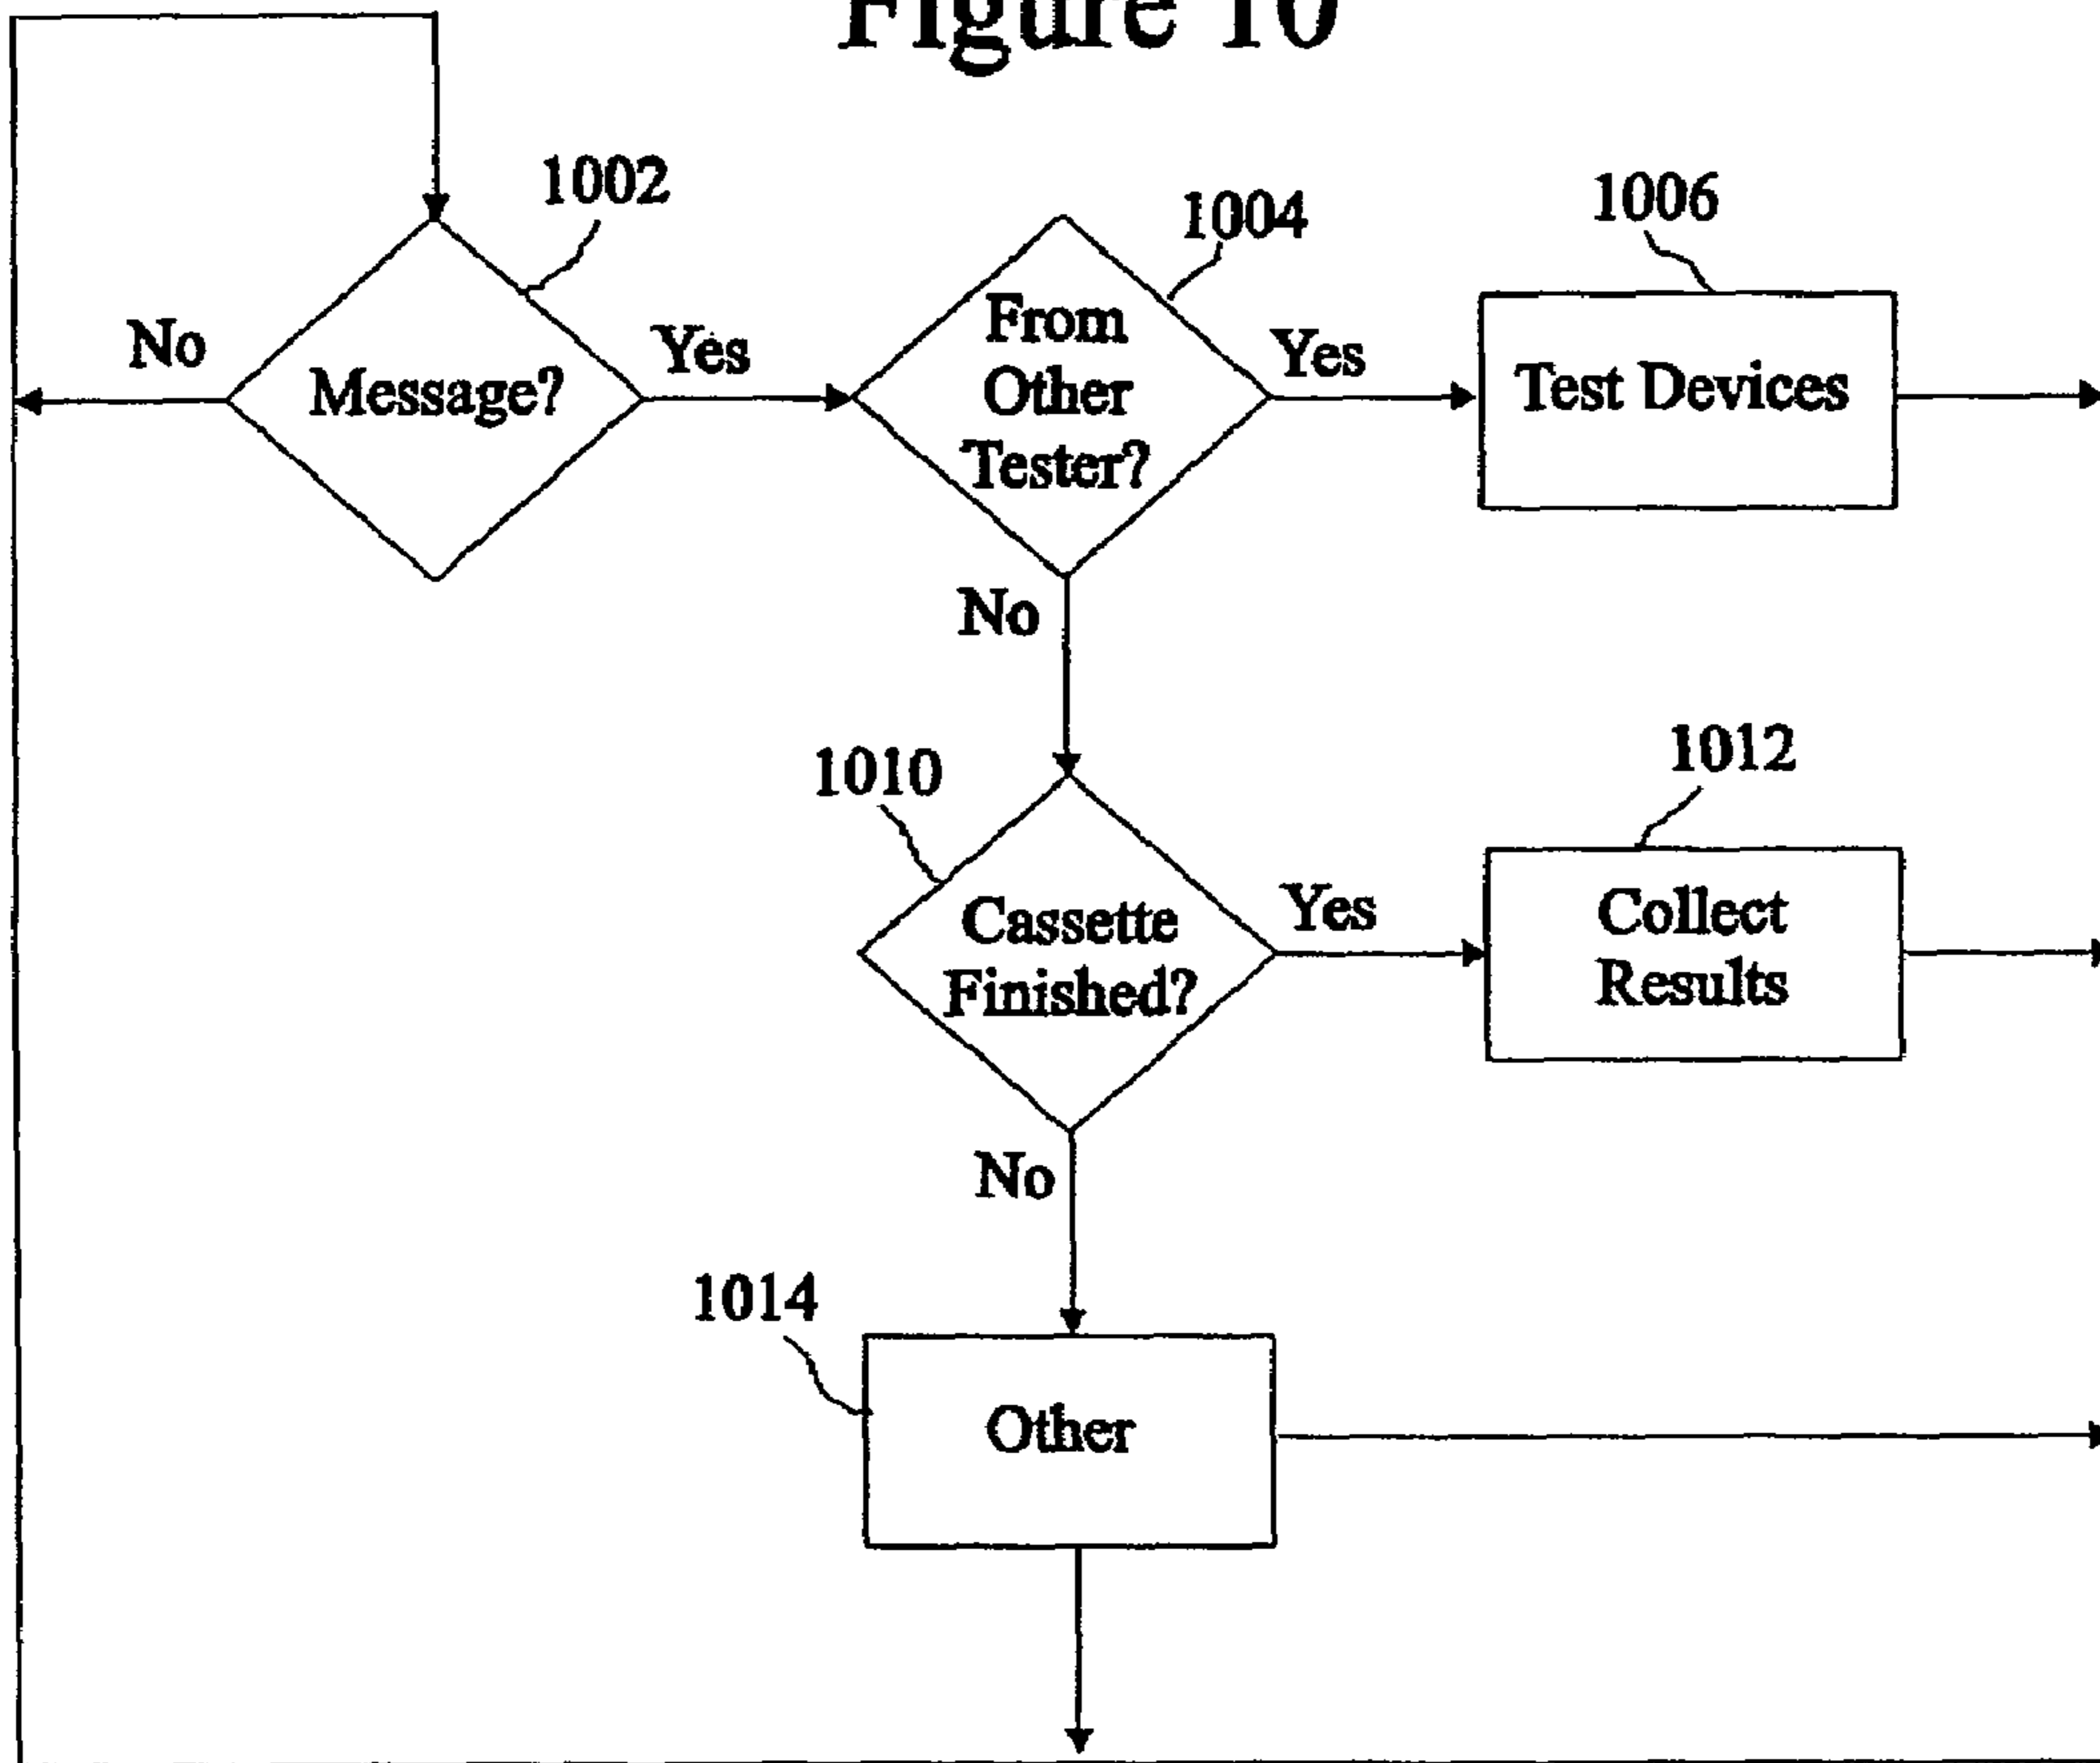 Figure 10
1002
1004
1006
No
Message?
Yes
From
Other
Tester?
Yes
Test Devices
No
1010
1012
Cassette
Finished?
Yes
Collect
Results
No
1014
Other